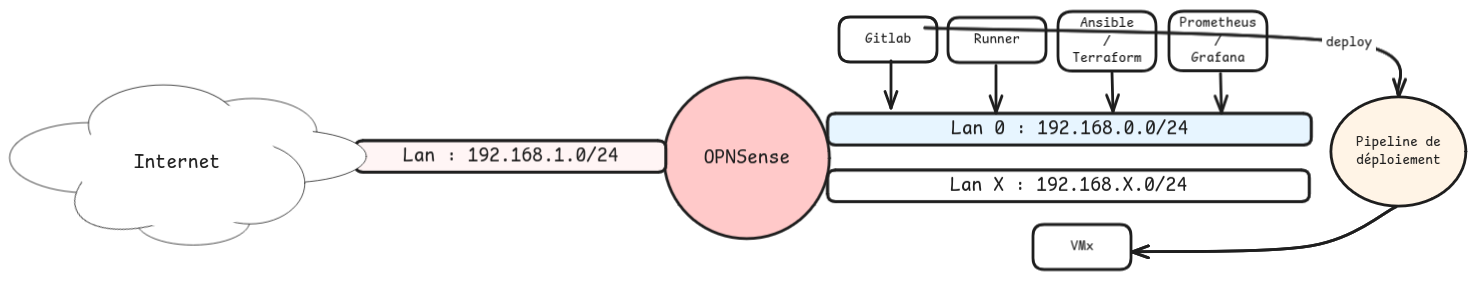 Gitlab
Runner
Ansible
/
Terraform
Prometheus
/
Grafana
deploy
Internet
Lan : 192.168.1.0/24
OPNSense
Lan 0 : 192.168.0.0/24
Lan X : 192.168.X.0/24
Pipeline de
déploiement
VMx